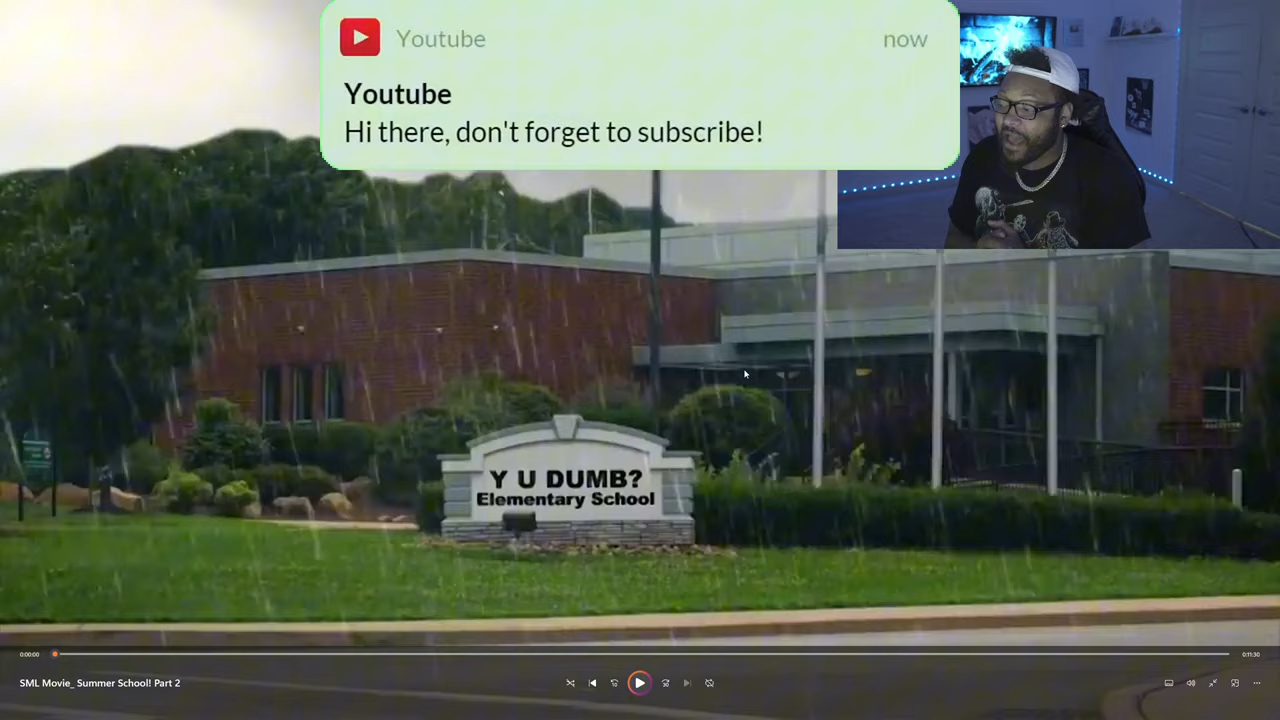 Youtube
now
Youtube
Hi there, don't forget to subscribe!
Y U DUMB?
Elementary School
0:00:00
0:11:30
SML Movie_ Summer School! Part 2